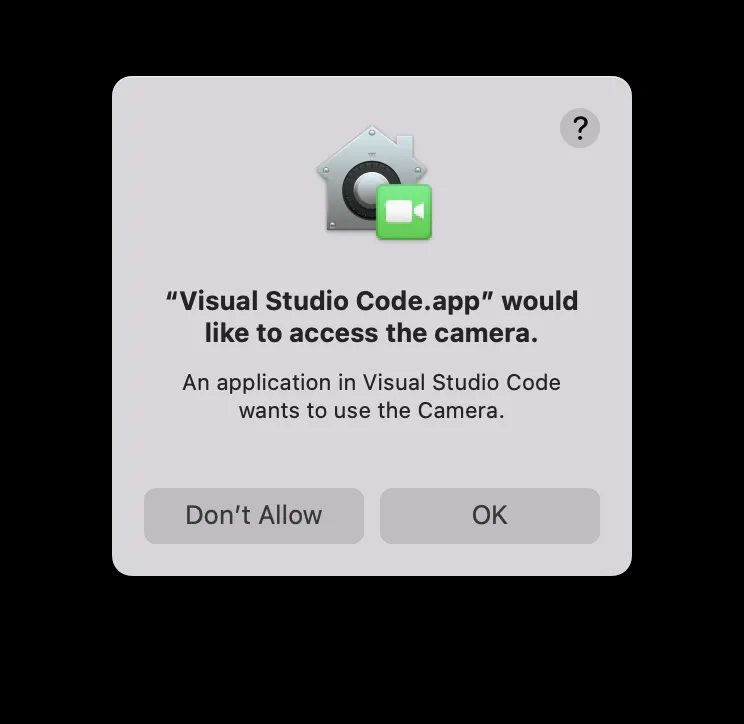 ?
“Visual Studio Code.app” would
like to access the camera.
An application in Visual Studio Code
wants to use the Camera.
Don’t Allow
OK